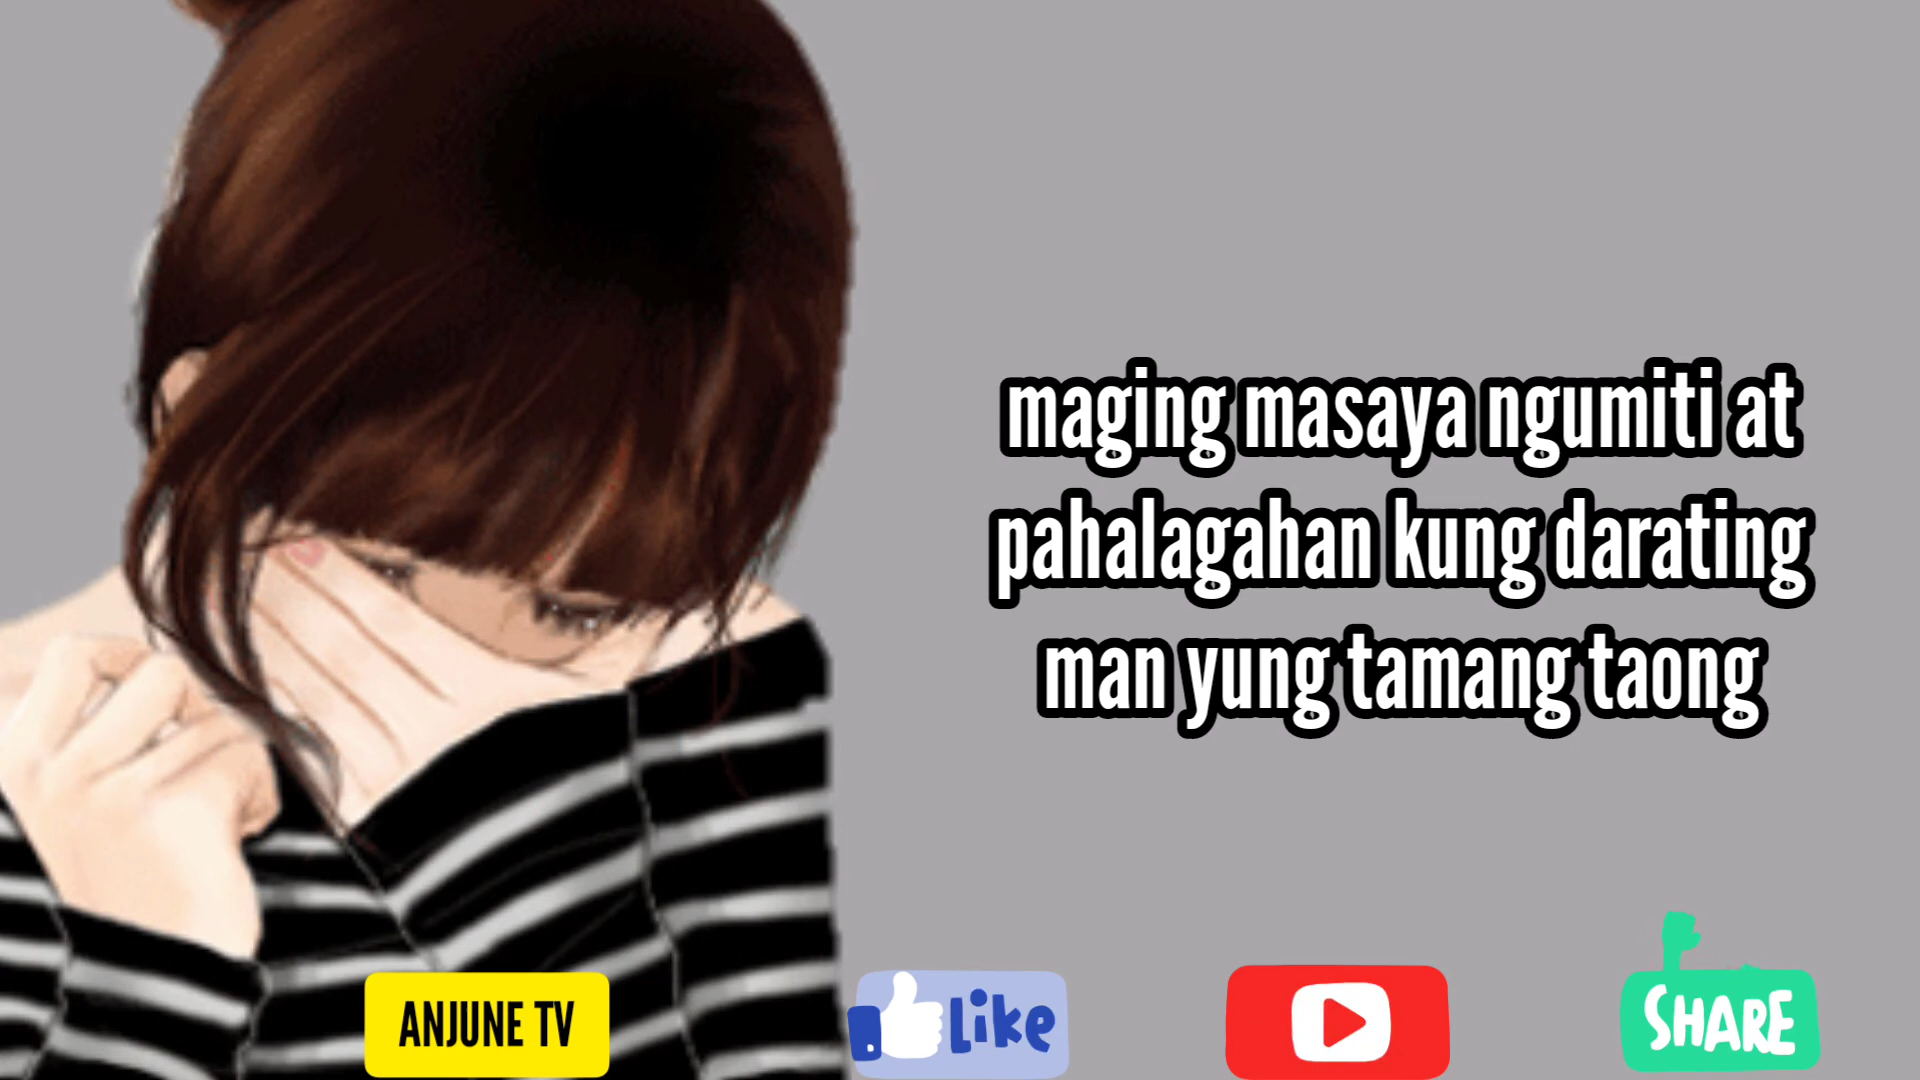 maging masaya ngumiti at
pahalagahan kung darating
man yung tamang taong
ANJUNE TV
Like
SHARE